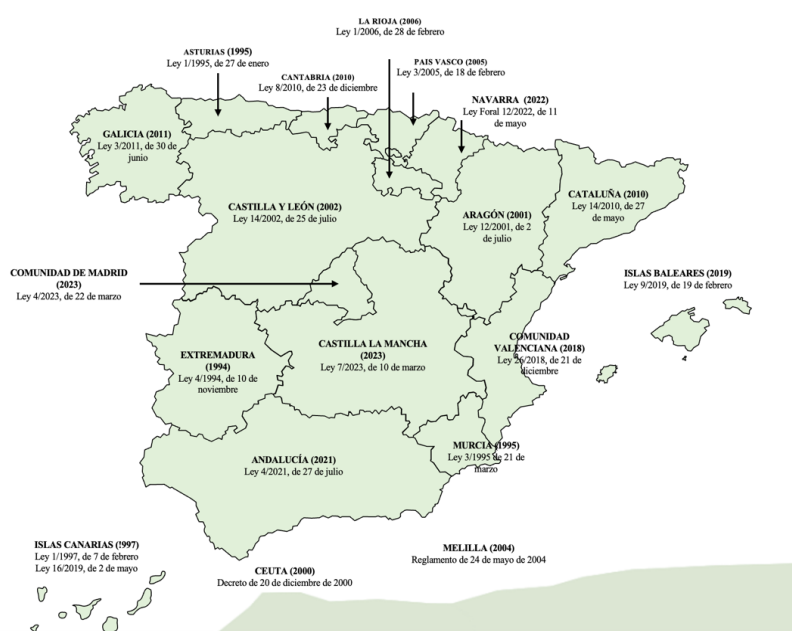 LA RIOJA (2006)
Ley 1/2006, de 28 de febrero
ASTURIAS (1995)
Ley 1/1995, de 27 de enero
PAIS VASCO (2005)
Ley 3/2005, de 18 de febrero
CANTABRIA (2010)
Ley 8/2010, de 23 de diciembre
NAVARRA (2022)
Ley Foral 12/2022, de 11
de mayo
GALICIA (2011)
Ley 3/2011, de 30 de
junio
CASTILLA Y LEÓN (2002)
Ley 14/2002, de 25 de julio
ARAGÓN (2001)
Ley 12/2001, de 2
de julio
CATALUÑA (2010)
Ley 14/2010, de 27
de mayo
COMUNIDAD DE MADRID
(2023)
Ley 4/2023, de 22 de marzo
ISLAS BALEARES (2019)
Ley 9/2019, de 19 de febrero
EXTREMADURA
(1994)
Ley 4/1994, de 10 de
noviembre
CASTILLA LA MANCHA
(2023)
Ley 7/2023, de 10 de marzo
COMUNIDAD
VALENCIANA (2018)
Ley 26/2018, de 21 de
diciembre
ANDALUCÍA (2021)
Ley 4/2021, de 27 de julio
MURCIA (1995)
Ley 3/1995 de 21 de
marzo
ISLAS CANARIAS (!997)
Ley 1/1997, de 7 de febrero
Ley 16/2019, de 2 de mayo
CEUTA (2000)
Decreto de 20 de diciembre de 2000
MELILLA (2004)
Reglamento de 24 de mayo de 2004